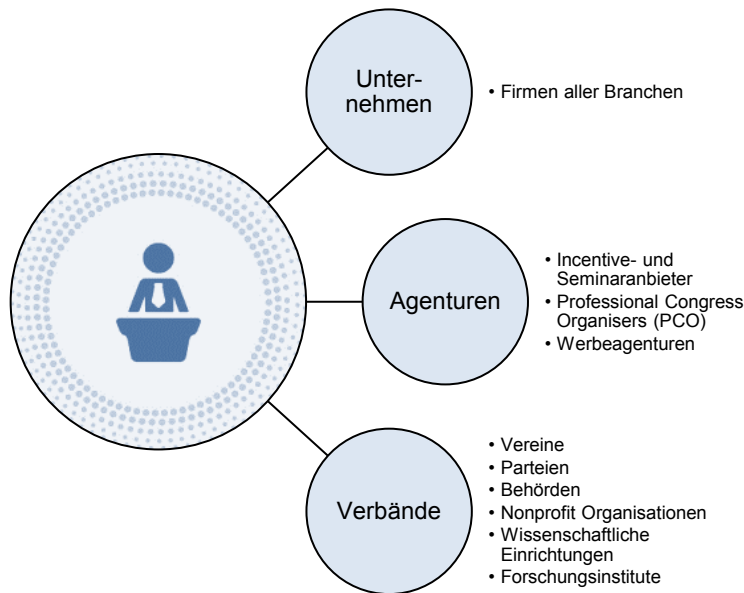 Unter-
nehmen
• Firmen aller Branchen
Agenturen
• Incentive- und
Seminaranbieter
• Professional Congress
Organisers (PCO)
• Werbeagenturen
Verbände
• Vereine
• Parteien
• Behörden
• Nonprofit Organisationen
• Wissenschaftliche
Einrichtungen
• Forschungsinstitute